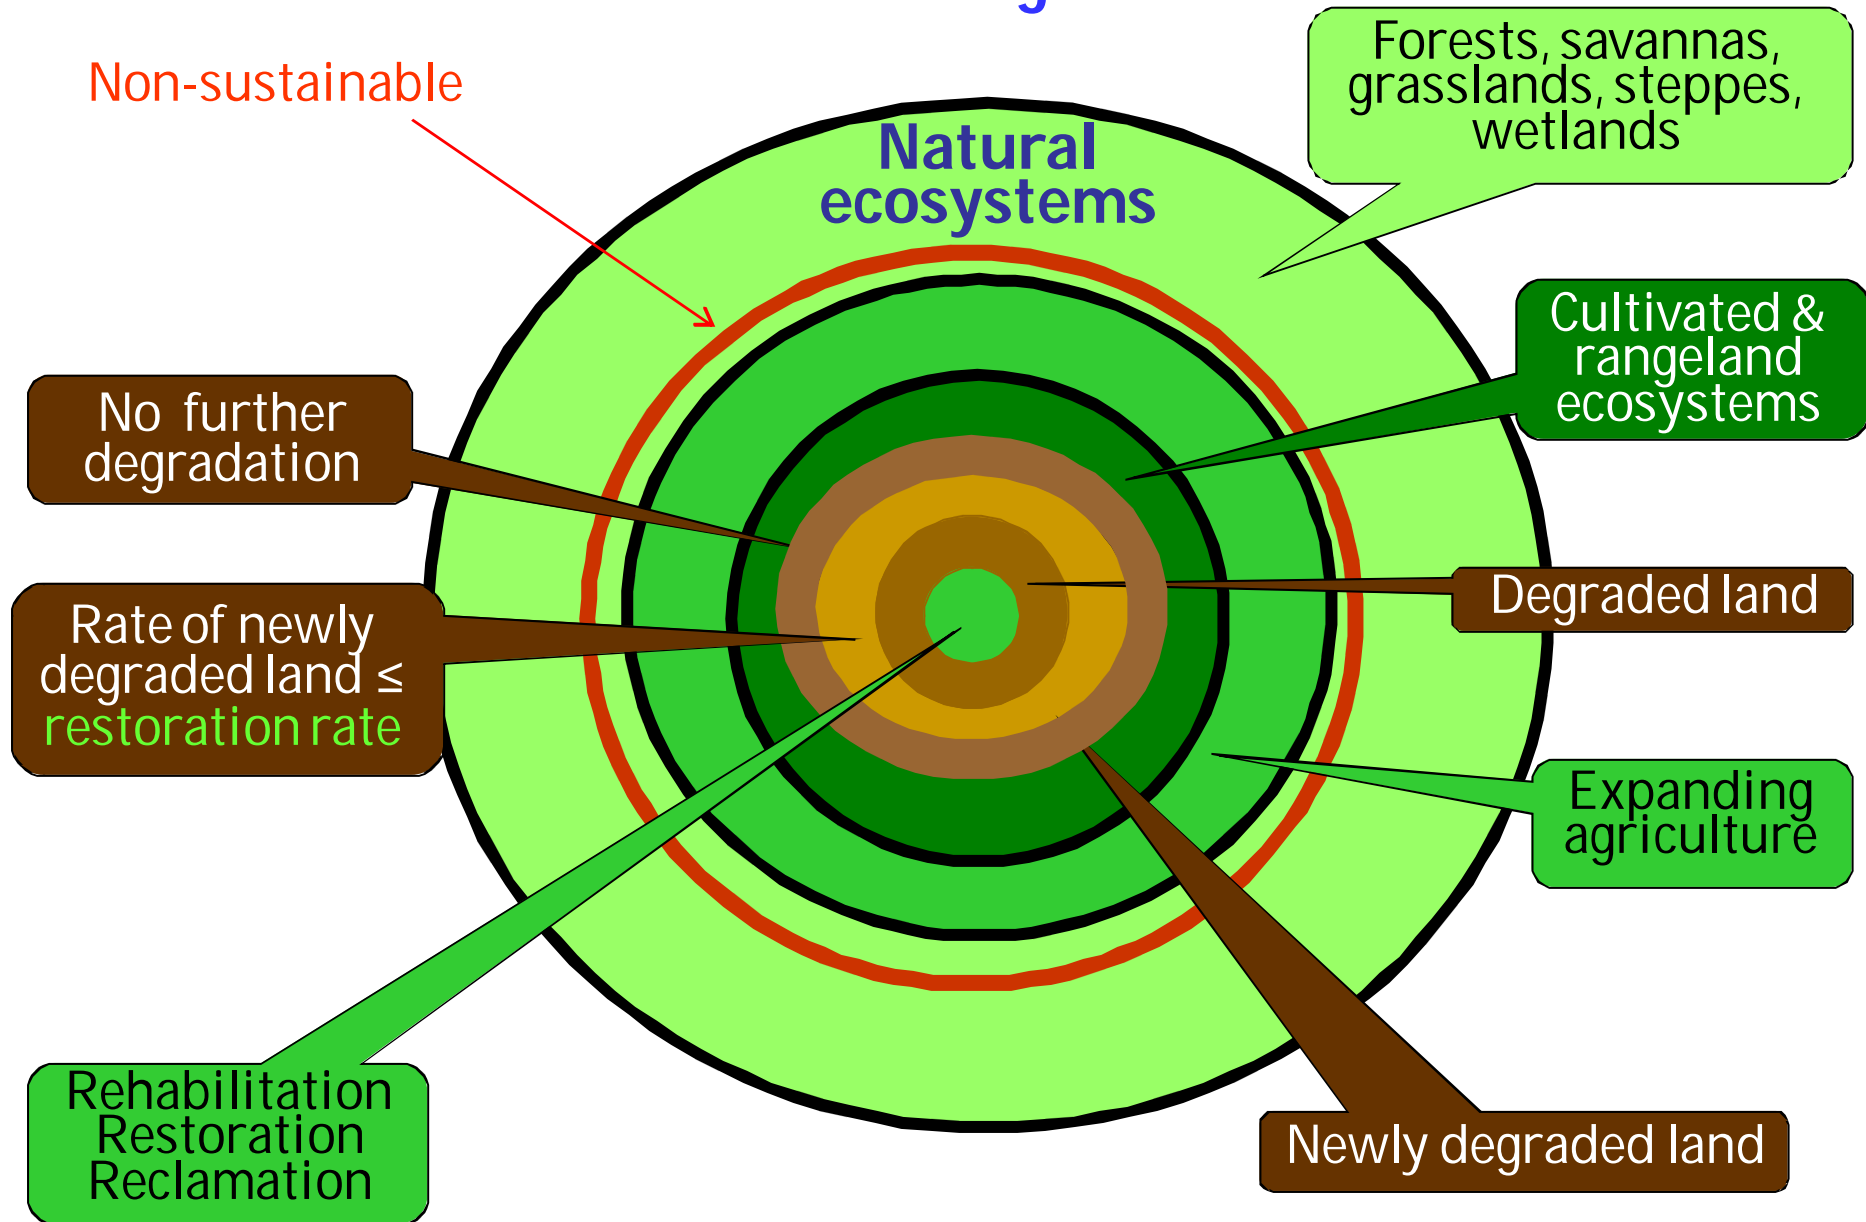 Non-sustainable
Forests, savannas,
grasslands, steppes,
wetlands
Natural
ecosystems
Cultivated &
rangeland
ecosystems
No further
degradation
Degraded land
Rate of newly
degraded land ≤
restoration rate
Expanding
agriculture
Rehabilitation
Restoration
Reclamation
Newly degraded land